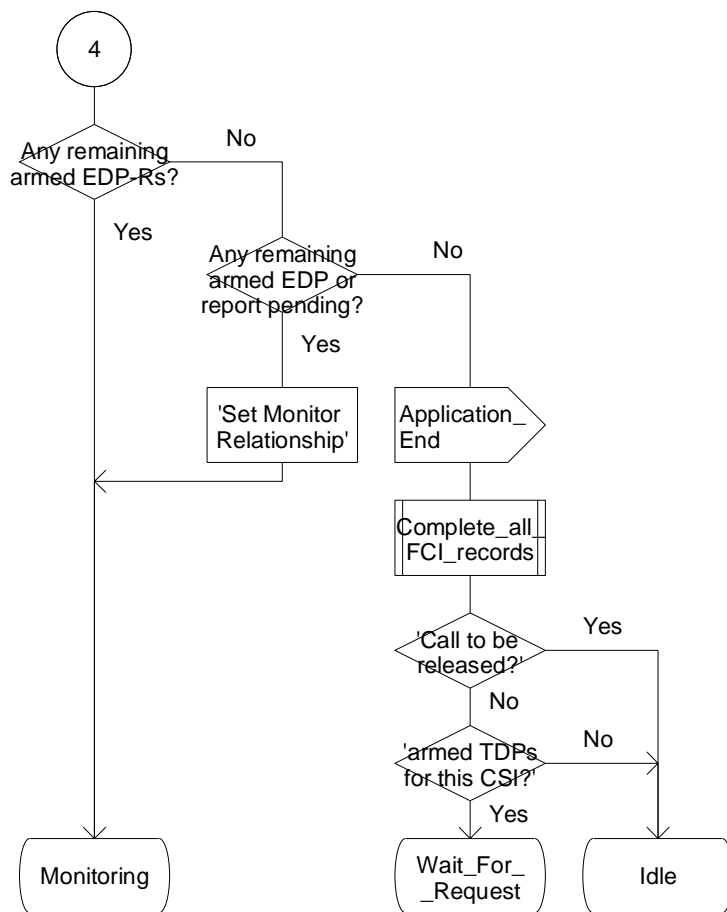 4
Any remaining
armed EDP-Rs?
No
Yes
Any remaining
armed EDP or
report pending?
No
Yes
'Set Monitor
Relationship'
Application_
End
Complete_all_
FCI_records
'Call to be
released?'
Yes
No
'armed TDPs
for this CSI?'
No
Yes
Monitoring
Wait_For_
_Request
Idle